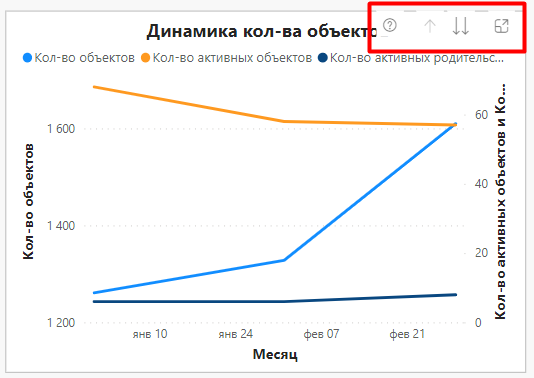 Динамика кол-ва объекто
Кол-во объектов Кол-во активных объектов Кол-во активных родительс...
Кол-во объектов
1 600
1 400
1 200
60
40
20
0
Кол-во активных объектов и Ко...
янв 10 янв 24 фев 07 фев 21
Месяц